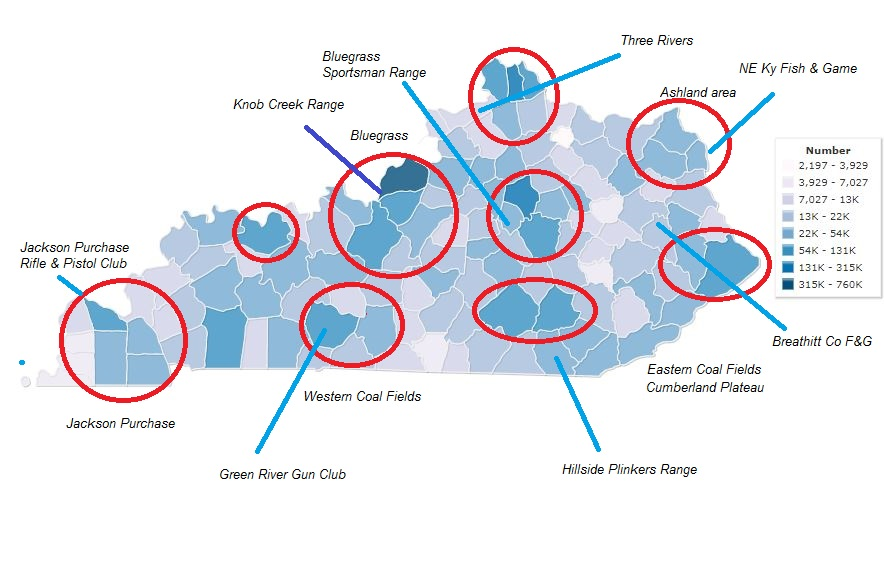 Three Rivers
Bluegrass
Sportsman Range
NE Ky Fish & Game
Ashland area
Knob Creek Range
Bluegrass
Number
2,197 - 3,929
3,929 - 7,027
7,027 - 13K
13K - 22K
22K - 54K
54K - 131K
131K - 315K
315K - 760K
Jackson Purchase
Rifle & Pistol Club
Breathitt Co F&G
Eastern Coal Fields
Cumberland Plateau
Western Coal Fields
Jackson Purchase
Green River Gun Club
Hillside Plinkers Range